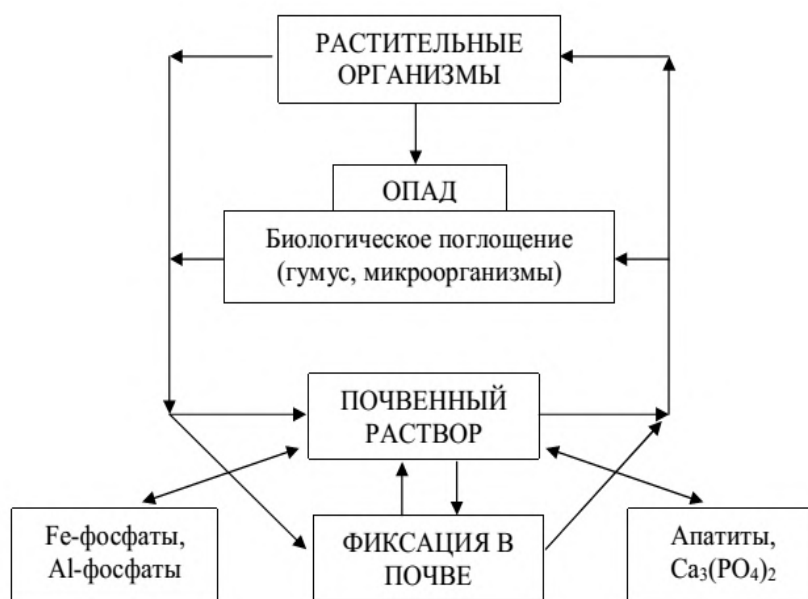 РАСТИТЕЛЬНЫЕ
ОРГАНИЗМЫ
ОПАД
Биологическое поглощение
(гумус, микроорганизмы)
ПОЧВЕННЫЙ
РАСТВОР
Fe-фосфаты,
Al-фосфаты
ФИКСАЦИЯ В
ПОЧВЕ
Апатиты,
Ca₃(PO₄)₂